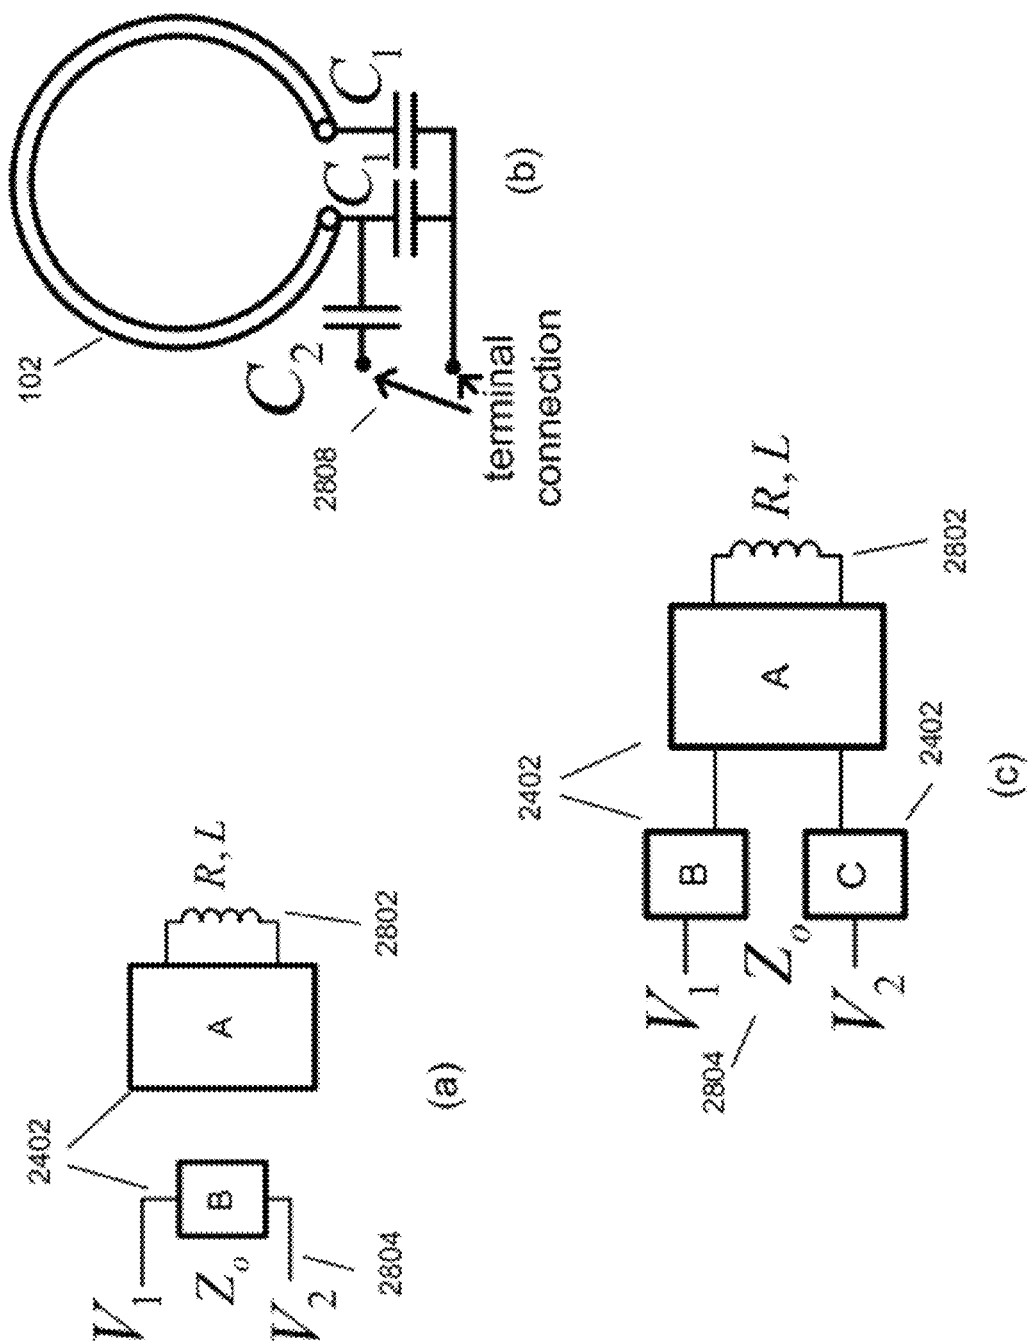 2402
V1
B
Zo
V2
2804
A
R, L
2802
(a)
102
C1
C1
C2
2808
terminal
connection
(b)
2402
V1
B
Zo
2804
V2
C
2402
A
R, L
2802
(c)